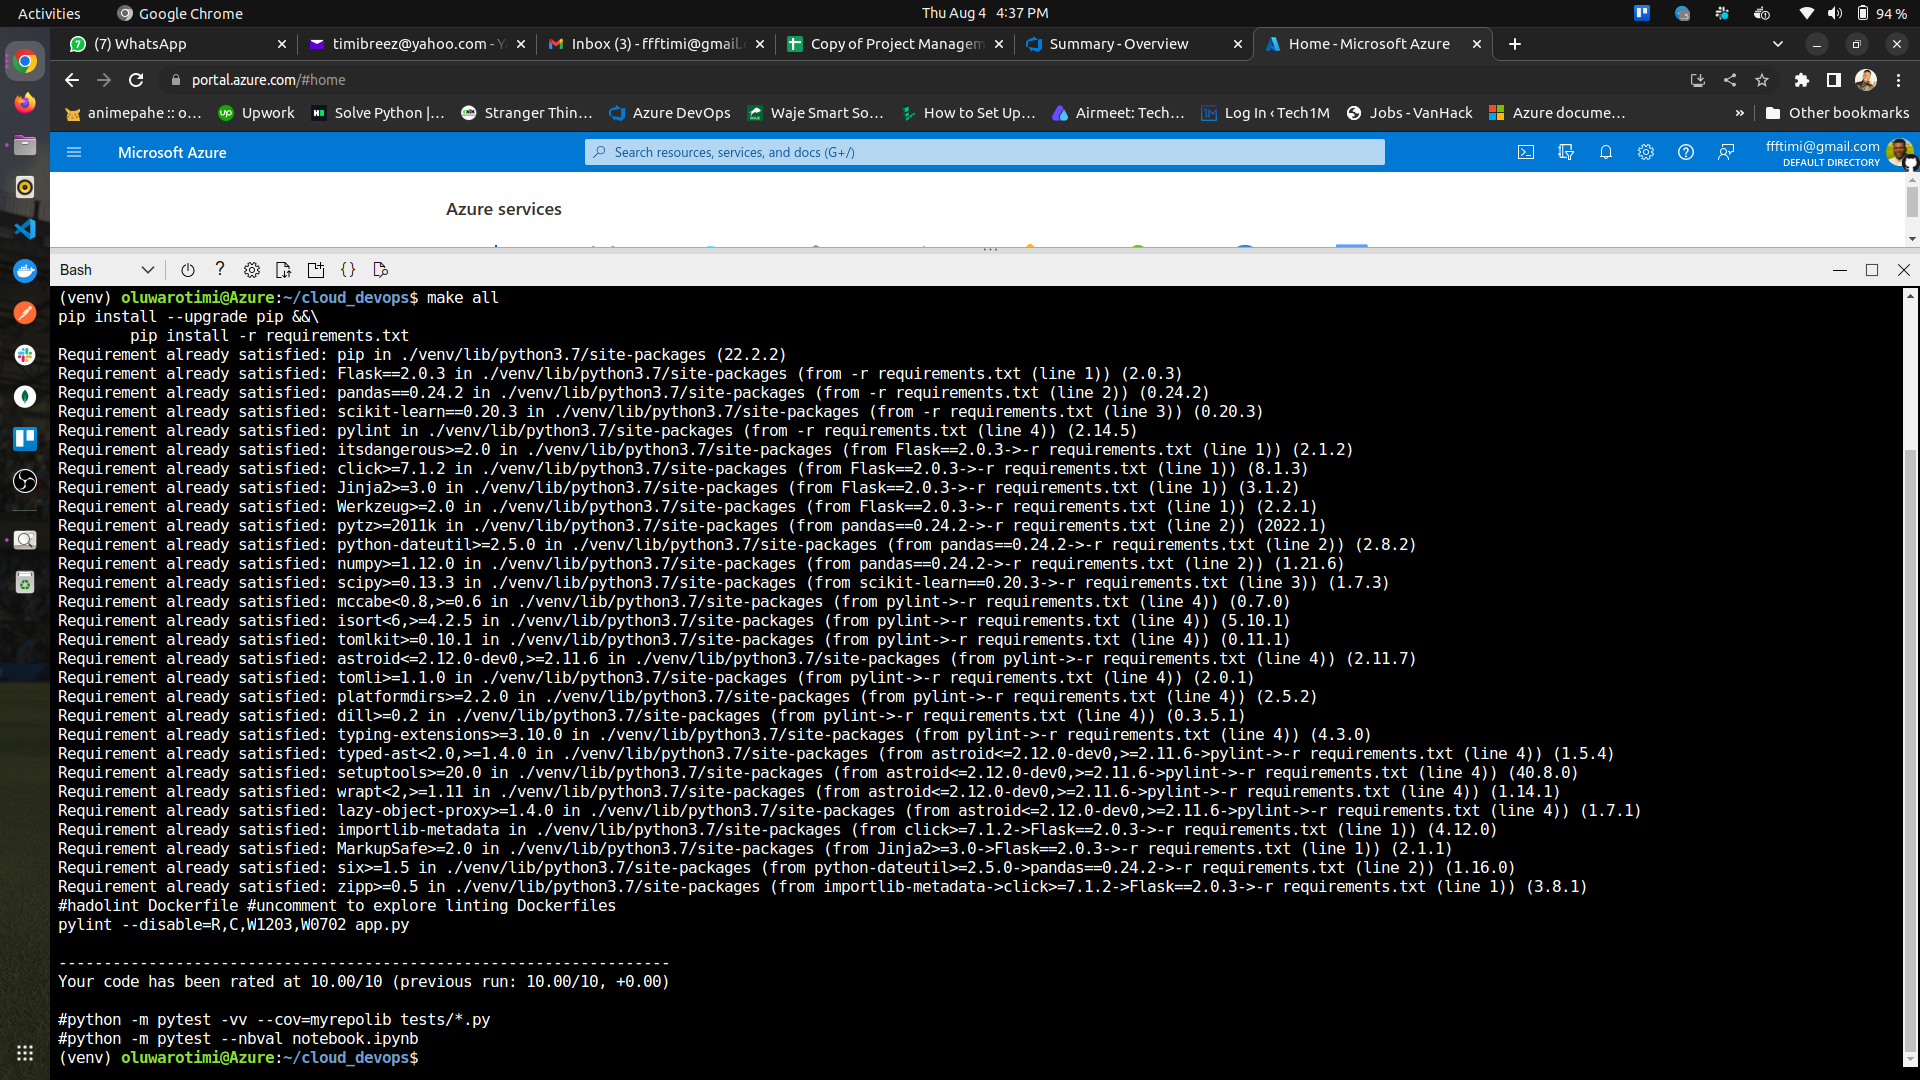 Activities
Google Chrome
Thu Aug 4 4:37 PM
94 %
(7) WhatsApp
timibreez@yahoo.com - Y
Inbox (3) - ffftimi@gmail.
Copy of Project Managem
Summary - Overview
Home - Microsoft Azure
portal.azure.com/#home
animepahe :: o…
Upwork
Solve Python |…
Stranger Thin…
Azure DevOps
Waje Smart So…
How to Set Up…
Airmeet: Tech…
Log In ‹ Tech1M
Jobs - VanHack
Azure docume…
»
Other bookmarks
Microsoft Azure
Search resources, services, and docs (G+/)
ffftimi@gmail.com
DEFAULT DIRECTORY
Azure services
Bash
(venv) oluwarotimi@Azure:~/cloud_devops$ make all
pip install --upgrade pip &&\
pip install -r requirements.txt
Requirement already satisfied: pip in ./venv/lib/python3.7/site-packages (22.2.2)
Requirement already satisfied: Flask==2.0.3 in ./venv/lib/python3.7/site-packages (from -r requirements.txt (line 1)) (2.0.3)
Requirement already satisfied: pandas==0.24.2 in ./venv/lib/python3.7/site-packages (from -r requirements.txt (line 2)) (0.24.2)
Requirement already satisfied: scikit-learn==0.20.3 in ./venv/lib/python3.7/site-packages (from -r requirements.txt (line 3)) (0.20.3)
Requirement already satisfied: pylint in ./venv/lib/python3.7/site-packages (from -r requirements.txt (line 4)) (2.14.5)
Requirement already satisfied: itsdangerous>=2.0 in ./venv/lib/python3.7/site-packages (from Flask==2.0.3->-r requirements.txt (line 1)) (2.1.2)
Requirement already satisfied: click>=7.1.2 in ./venv/lib/python3.7/site-packages (from Flask==2.0.3->-r requirements.txt (line 1)) (8.1.3)
Requirement already satisfied: Jinja2>=3.0 in ./venv/lib/python3.7/site-packages (from Flask==2.0.3->-r requirements.txt (line 1)) (3.1.2)
Requirement already satisfied: Werkzeug>=2.0 in ./venv/lib/python3.7/site-packages (from Flask==2.0.3->-r requirements.txt (line 1)) (2.2.1)
Requirement already satisfied: pytz>=2011k in ./venv/lib/python3.7/site-packages (from pandas==0.24.2->-r requirements.txt (line 2)) (2022.1)
Requirement already satisfied: python-dateutil>=2.5.0 in ./venv/lib/python3.7/site-packages (from pandas==0.24.2->-r requirements.txt (line 2)) (2.8.2)
Requirement already satisfied: numpy>=1.12.0 in ./venv/lib/python3.7/site-packages (from pandas==0.24.2->-r requirements.txt (line 2)) (1.21.6)
Requirement already satisfied: scipy>=0.13.3 in ./venv/lib/python3.7/site-packages (from scikit-learn==0.20.3->-r requirements.txt (line 3)) (1.7.3)
Requirement already satisfied: mccabe<0.8,>=0.6 in ./venv/lib/python3.7/site-packages (from pylint->-r requirements.txt (line 4)) (0.7.0)
Requirement already satisfied: isort<6,>=4.2.5 in ./venv/lib/python3.7/site-packages (from pylint->-r requirements.txt (line 4)) (5.10.1)
Requirement already satisfied: tomlkit>=0.10.1 in ./venv/lib/python3.7/site-packages (from pylint->-r requirements.txt (line 4)) (0.11.1)
Requirement already satisfied: astroid<=2.12.0-dev0,>=2.11.6 in ./venv/lib/python3.7/site-packages (from pylint->-r requirements.txt (line 4)) (2.11.7)
Requirement already satisfied: tomli>=1.1.0 in ./venv/lib/python3.7/site-packages (from pylint->-r requirements.txt (line 4)) (2.0.1)
Requirement already satisfied: platformdirs>=2.2.0 in ./venv/lib/python3.7/site-packages (from pylint->-r requirements.txt (line 4)) (2.5.2)
Requirement already satisfied: dill>=0.2 in ./venv/lib/python3.7/site-packages (from pylint->-r requirements.txt (line 4)) (0.3.5.1)
Requirement already satisfied: typing-extensions>=3.10.0 in ./venv/lib/python3.7/site-packages (from pylint->-r requirements.txt (line 4)) (4.3.0)
Requirement already satisfied: typed-ast<2.0,>=1.4.0 in ./venv/lib/python3.7/site-packages (from astroid<=2.12.0-dev0,>=2.11.6->pylint->-r requirements.txt (line 4)) (1.5.4)
Requirement already satisfied: setuptools>=20.0 in ./venv/lib/python3.7/site-packages (from astroid<=2.12.0-dev0,>=2.11.6->pylint->-r requirements.txt (line 4)) (40.8.0)
Requirement already satisfied: wrapt<2,>=1.11 in ./venv/lib/python3.7/site-packages (from astroid<=2.12.0-dev0,>=2.11.6->pylint->-r requirements.txt (line 4)) (1.14.1)
Requirement already satisfied: lazy-object-proxy>=1.4.0 in ./venv/lib/python3.7/site-packages (from astroid<=2.12.0-dev0,>=2.11.6->pylint->-r requirements.txt (line 4)) (1.7.1)
Requirement already satisfied: importlib-metadata in ./venv/lib/python3.7/site-packages (from click>=7.1.2->Flask==2.0.3->-r requirements.txt (line 1)) (4.12.0)
Requirement already satisfied: MarkupSafe>=2.0 in ./venv/lib/python3.7/site-packages (from Jinja2>=3.0->Flask==2.0.3->-r requirements.txt (line 1)) (2.1.1)
Requirement already satisfied: six>=1.5 in ./venv/lib/python3.7/site-packages (from python-dateutil>=2.5.0->pandas==0.24.2->-r requirements.txt (line 2)) (1.16.0)
Requirement already satisfied: zipp>=0.5 in ./venv/lib/python3.7/site-packages (from importlib-metadata->click>=7.1.2->Flask==2.0.3->-r requirements.txt (line 1)) (3.8.1)
#hadolint Dockerfile #uncomment to explore linting Dockerfiles
pylint --disable=R,C,W1203,W0702 app.py
--------------------------------------------------------------------
Your code has been rated at 10.00/10 (previous run: 10.00/10, +0.00)
#python -m pytest -vv --cov=myrepolib tests/*.py
#python -m pytest --nbval notebook.ipynb
(venv) oluwarotimi@Azure:~/cloud_devops$